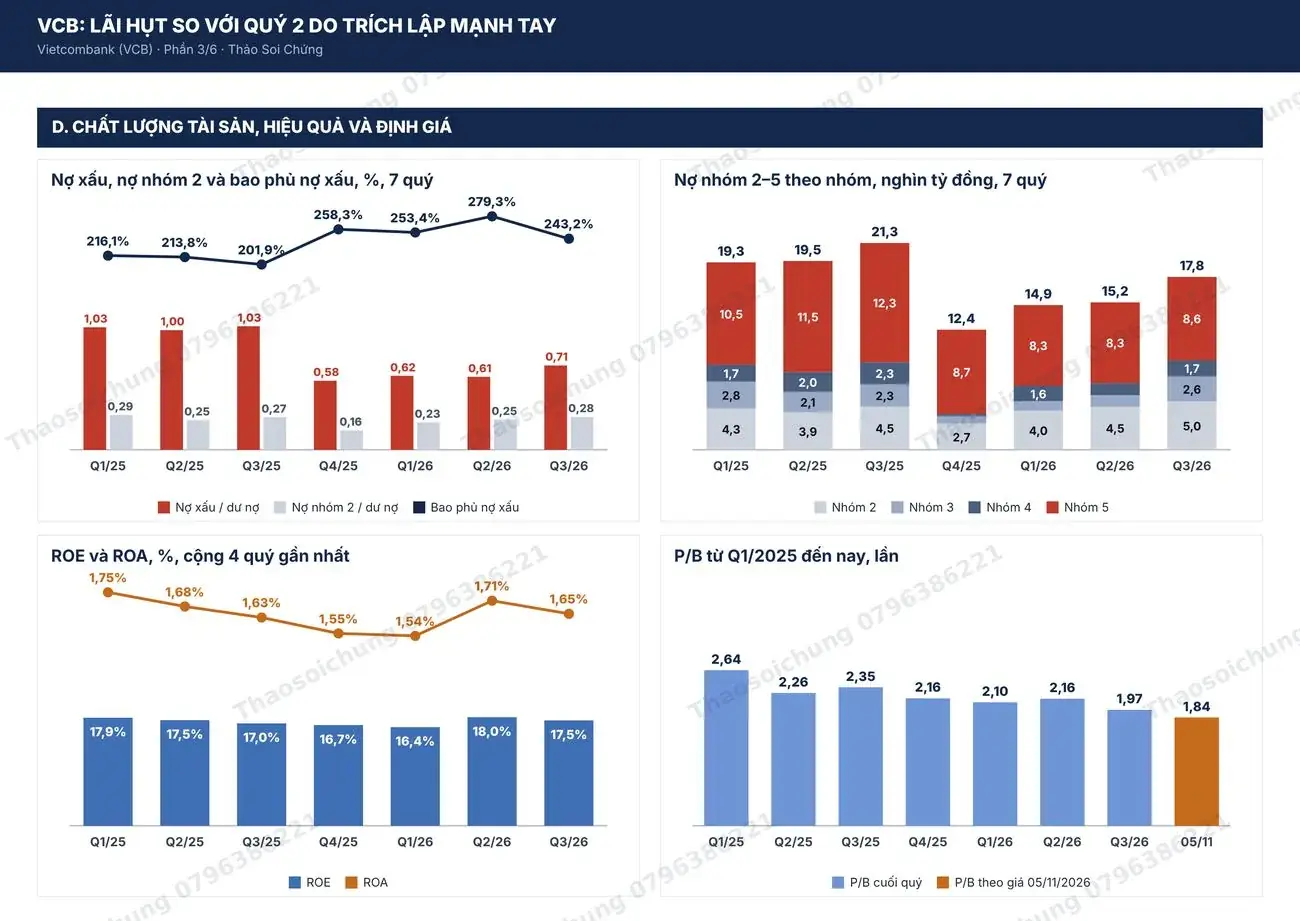 VCB: LÃI HỤT SO VỚI QUÝ 2 DO TRÍCH LẬP MẠNH TAY
Vietcombank (VCB) · Phần 3/6 · Thảo Soi Chứng
D. CHẤT LƯỢNG TÀI SẢN, HIỆU QUẢ VÀ ĐỊNH GIÁ
Nợ xấu, nợ nhóm 2 và bao phủ nợ xấu, %, 7 quý
216,1% 213,8% 201,9% 258,3% 253,4% 279,3% 243,2%
1,03 1,00 1,03 0,58 0,62 0,61 0,71
0,29 0,25 0,27 0,16 0,23 0,25 0,28
Q1/25 Q2/25 Q3/25 Q4/25 Q1/26 Q2/26 Q3/26
Nợ xấu / dư nợ Nợ nhóm 2 / dư nợ Bao phủ nợ xấu
Nợ nhóm 2–5 theo nhóm, nghìn tỷ đồng, 7 quý
19,3 19,5 21,3 12,4 14,9 15,2 17,8
10,5 11,5 12,3 8,7 8,3 8,3 8,6
1,7 2,0 2,3 1,6 1,7
2,8 2,1 2,3 2,6
4,3 3,9 4,5 2,7 4,0 4,5 5,0
Q1/25 Q2/25 Q3/25 Q4/25 Q1/26 Q2/26 Q3/26
Nhóm 2 Nhóm 3 Nhóm 4 Nhóm 5
ROE và ROA, %, cộng 4 quý gần nhất
1,75% 1,68% 1,63% 1,55% 1,54% 1,71% 1,65%
17,9% 17,5% 17,0% 16,7% 16,4% 18,0% 17,5%
Q1/25 Q2/25 Q3/25 Q4/25 Q1/26 Q2/26 Q3/26
ROE ROA
P/B từ Q1/2025 đến nay, lần
2,64 2,26 2,35 2,16 2,10 2,16 1,97 1,84
Q1/25 Q2/25 Q3/25 Q4/25 Q1/26 Q2/26 Q3/26 05/11
P/B cuối quý P/B theo giá 05/11/2026
Thaosoichung 0796386221